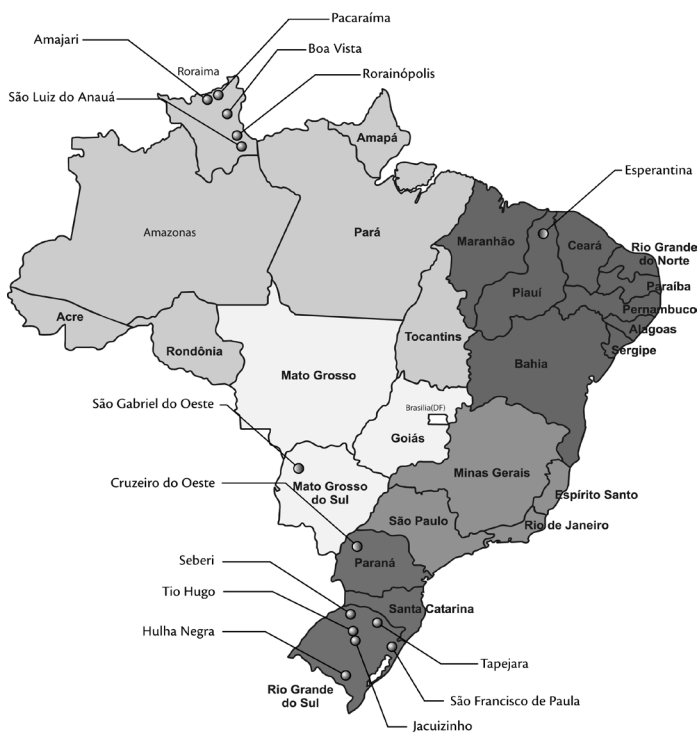 Pacaraíma
Amajari
Boa Vista
Roraima
Rorainópolis
São Luiz do Anauá
Amapá
Esperantina
Amazonas
Pará
Maranhão
Ceará
Rio Grande
do Norte
Piaui
Paraíba
Pernambuco
Acre
Alagoas
Rondônia
Tocantins
Sergipe
Bahia
Mato Grosso
São Gabriel do Oeste
Brasilia(DF)
Goiás
Minas Gerais
Cruzeiro do Oeste
Mato Grosso
do Sul
Espírito Santo
São Paulo
Rio de Janeiro
Seberi
Paraná
Tio Hugo
Santa Catarina
Hulha Negra
Tapejara
Rio Grande
do Sul
São Francisco de Paula
Jacuizinho